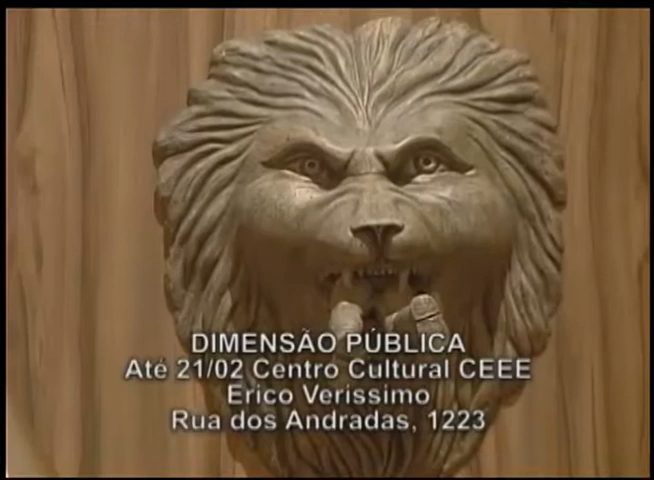 DIMENSÃO PÚBLICA
Até 21/02 Centro Cultural CEEE
Erico Verissimo
Rua dos Andradas, 1223